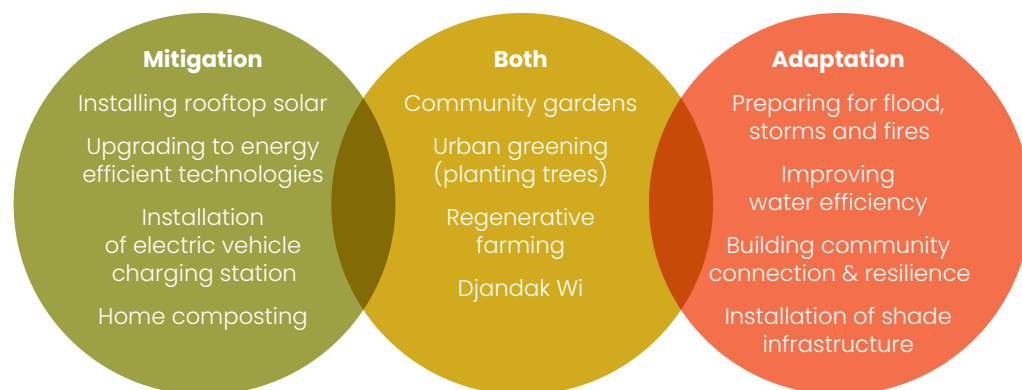 Mitigation
Installing rooftop solar
Upgrading to energy
efficient technologies
Installation
of electric vehicle
charging station
Home composting
Both
Community gardens
Urban greening
(planting trees)
Regenerative
farming
Djandak Wi
Adaptation
Preparing for flood,
storms and fires
Improving
water efficiency
Building community
connection & resilience
Installation of shade
infrastructure